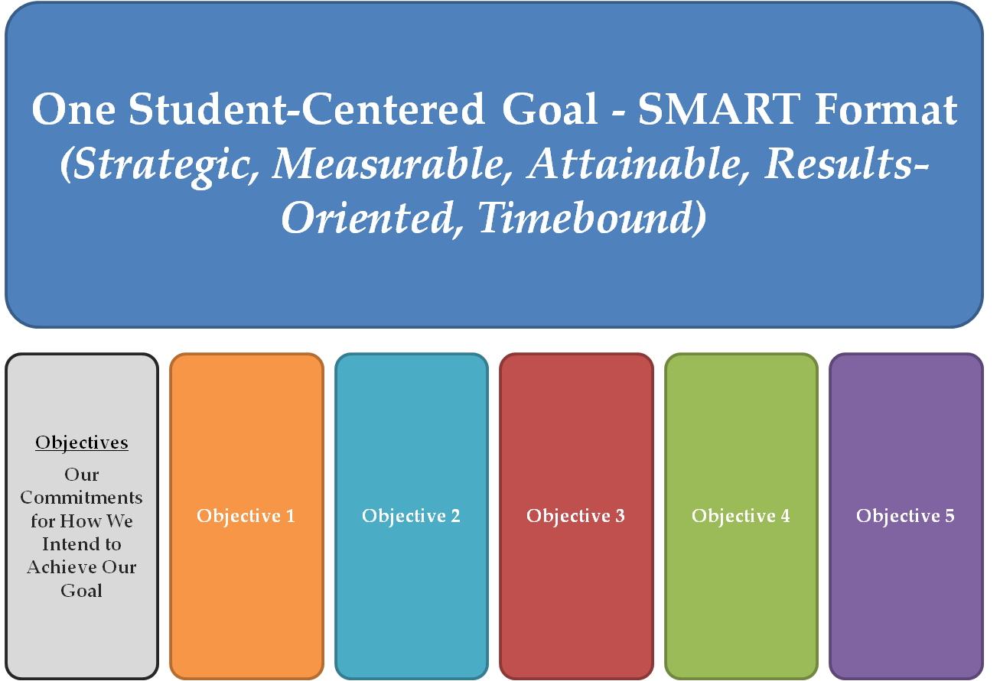 One Student-Centered Goal - SMART Format
(Strategic, Measurable, Attainable, Results-
Oriented, Timebound)
Objectives
Our
Commitments
for How We
Intend to
Achieve Our
Goal
Objective 1
Objective 2
Objective 3
Objective 4
Objective 5